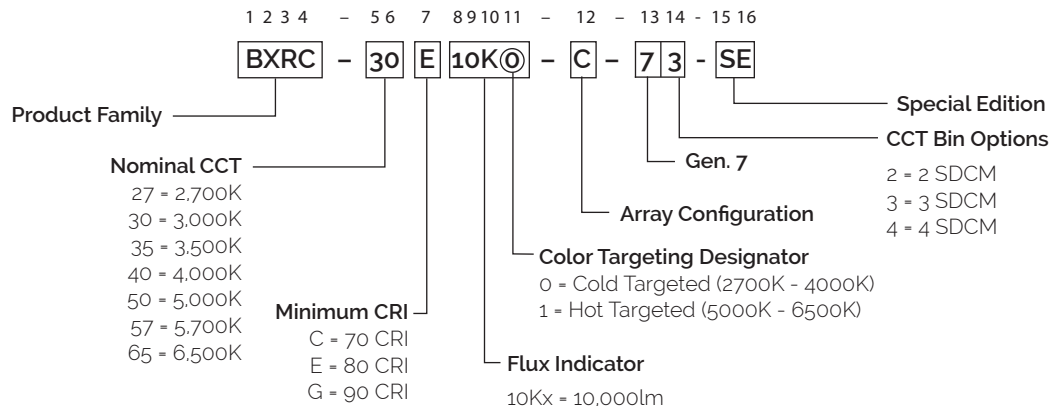 1 2 3 4 – 5 6 7 8 9 10 11 – 12 – 13 14 - 15 16
BXRC – 30 E 10K0 – C – 7 3 - SE
Product Family
Special Edition
CCT Bin Options
2 = 2 SDCM
3 = 3 SDCM
4 = 4 SDCM
Gen. 7
Nominal CCT
27 = 2,700K
30 = 3,000K
35 = 3,500K
40 = 4,000K
50 = 5,000K
57 = 5,700K
65 = 6,500K
Array Configuration
Color Targeting Designator
0 = Cold Targeted (2700K - 4000K)
1 = Hot Targeted (5000K - 6500K)
Minimum CRI
C = 70 CRI
E = 80 CRI
G = 90 CRI
Flux Indicator
10Kx = 10,000lm